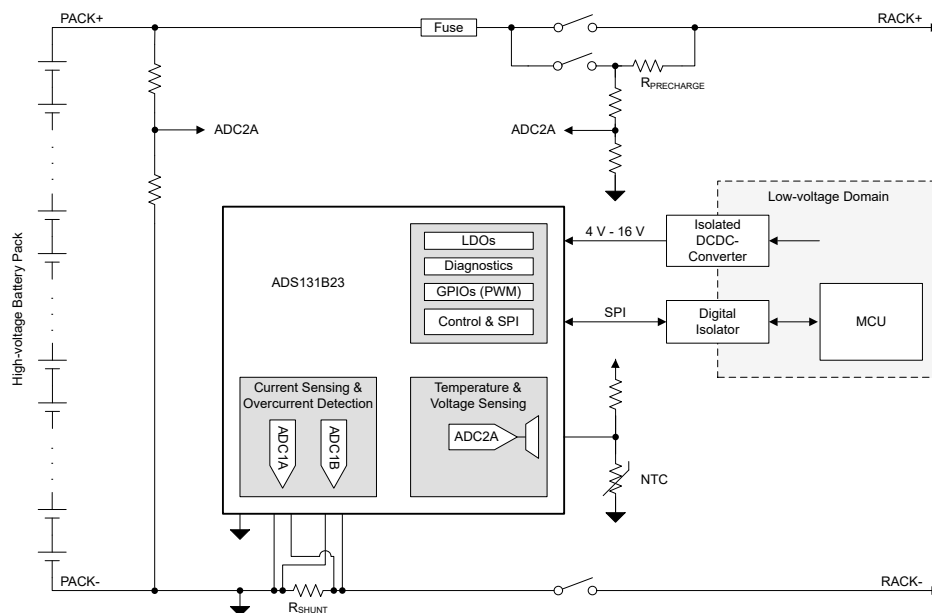 PACK+
Fuse
RACK+
R_PRECHARGE
ADC2A
ADC2A
High-voltage Battery Pack
Low-voltage Domain
4 V - 16 V
Isolated
DCDC-
Converter
LDOs
Diagnostics
GPIOs (PWM)
Control & SPI
ADS131B23
SPI
Digital
Isolator
MCU
Current Sensing &
Overcurrent Detection
ADC1A
ADC1B
Temperature &
Voltage Sensing
ADC2A
NTC
PACK-
R_SHUNT
RACK-